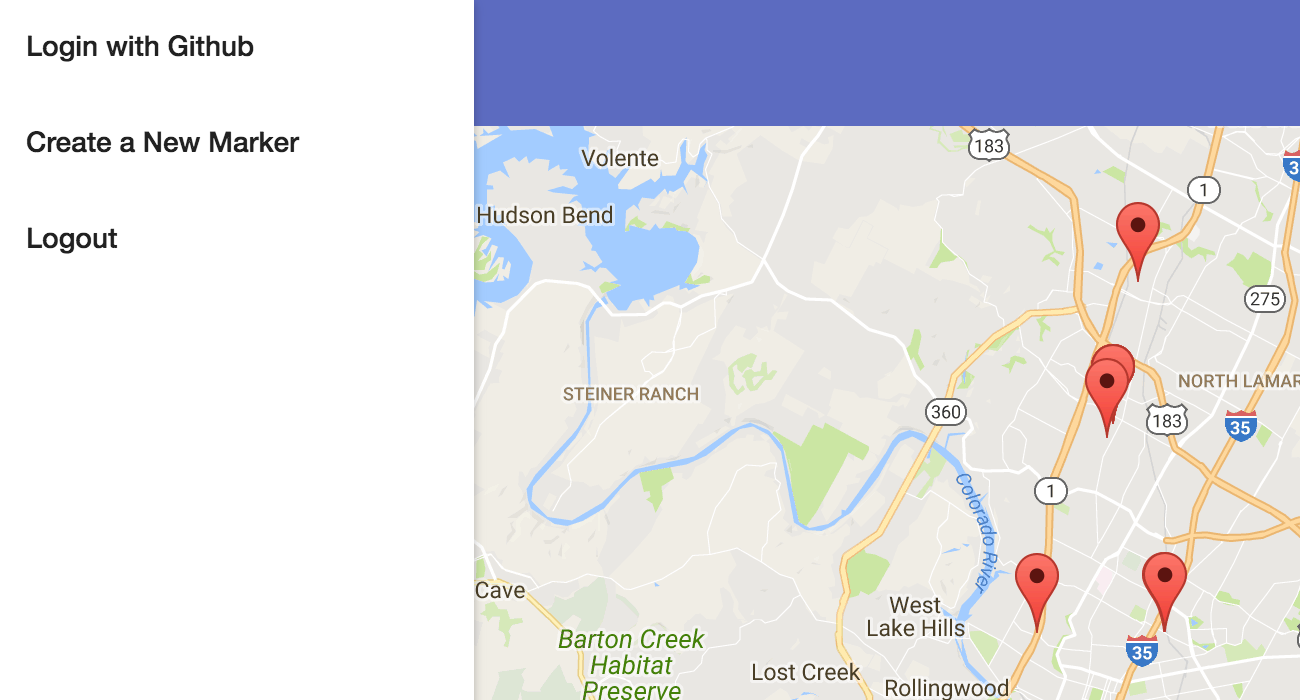 Login with Github
Create a New Marker
Logout
Volente
183
3
1
Hudson Bend
275
STEINER RANCH
NORTH LAMAR
360
183
35
1
Colorado River
Cave
West
Lake Hills
Barton Creek
Habitat
Preserve
35
Lost Creek
Rollingwood